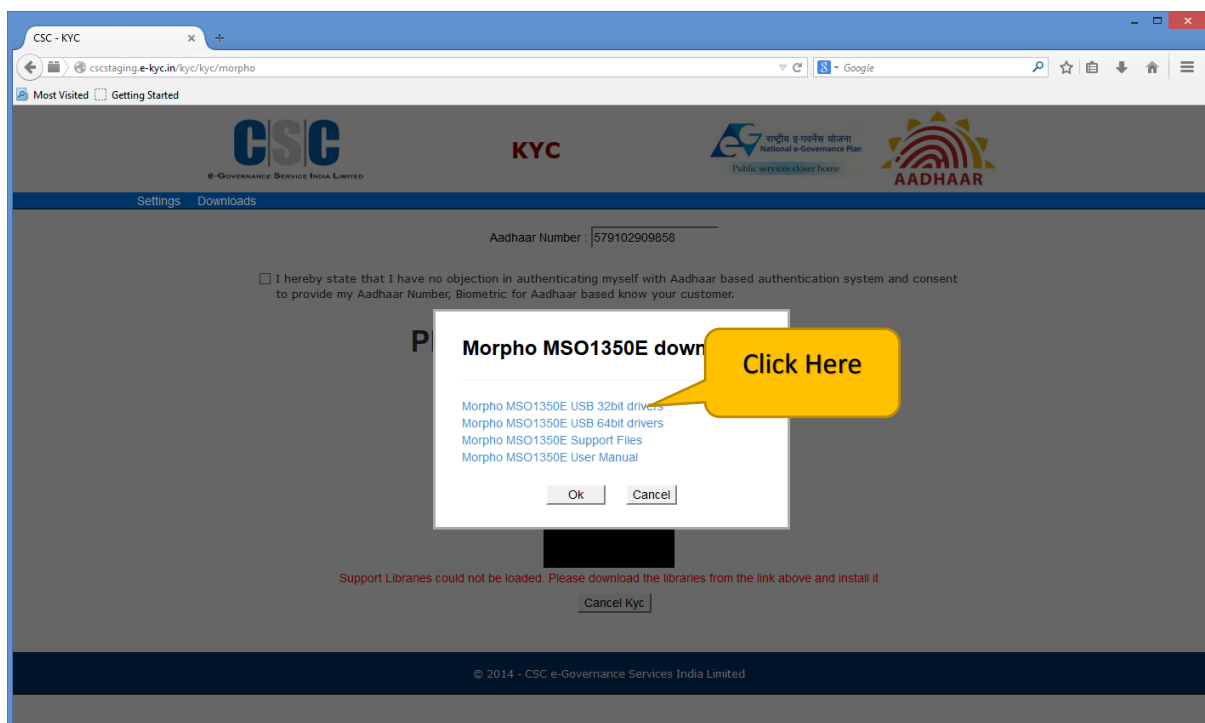 CSC - KYC
cscstaging.e-kyc.in/kyc/kyc/morpho
Google
Most Visited Getting Started
CSC
e-Governance Service India Limited
KYC
राष्ट्रीय इ-गवर्नेंस योजना
National e-Governance Plan
Public services closer home
AADHAAR
Settings Downloads
Aadhaar Number : 579102909858
I hereby state that I have no objection in authenticating myself with Aadhaar based authentication system and consent
to provide my Aadhaar Number, Biometric for Aadhaar based know your customer.
Morpho MSO1350E down
Click Here
Morpho MSO1350E USB 32bit drivers
Morpho MSO1350E USB 64bit drivers
Morpho MSO1350E Support Files
Morpho MSO1350E User Manual
Ok Cancel
Support Libraries could not be loaded. Please download the libraries from the link above and install it
Cancel Kyc
© 2014 - CSC e-Governance Services India Limited